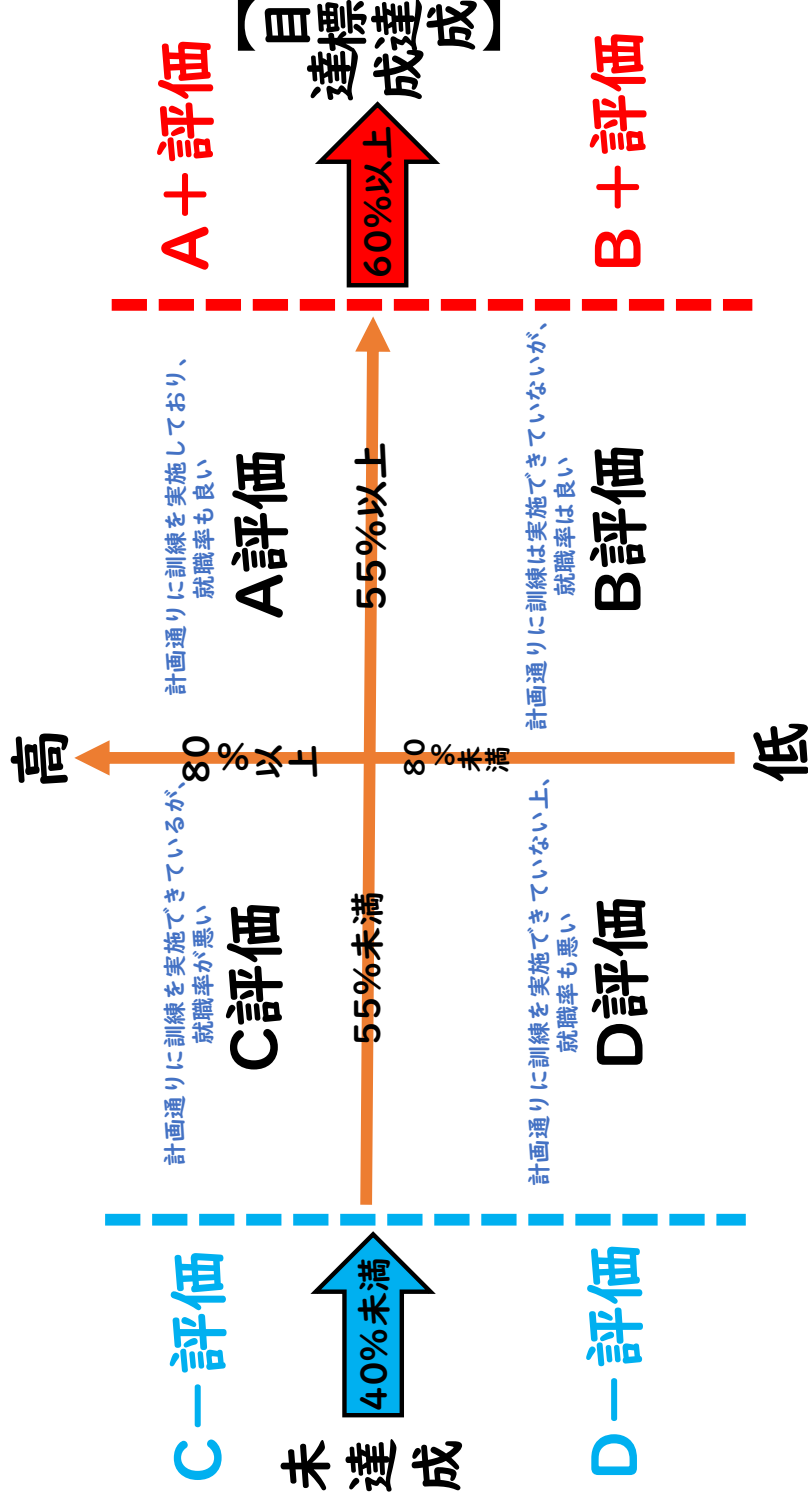 高
【目標達成】
達成
60%以上
A+評価
B+評価
計画通りに訓練を実施しており、
就職率も良い
A評価
55%以上
計画通りに訓練は実施できていないが、
就職率は良い
B評価
80%以上
80%未満
計画通りに訓練を実施できているが、
就職率が悪い
C評価
55%未満
計画通りに訓練を実施できていない上、
就職率も悪い
D評価
低
C－評価
D－評価
40%未満
未達成